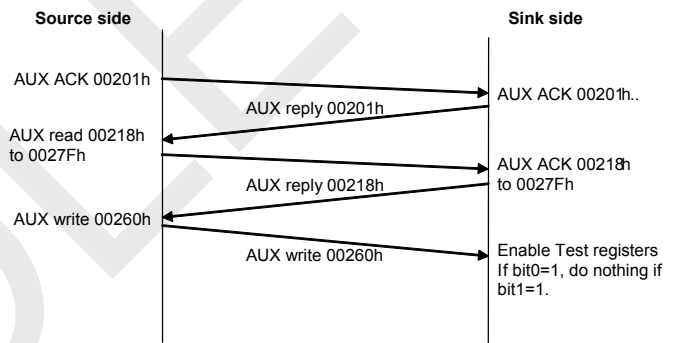 Source side
Sink side
AUX ACK 00201h
AUX ACK 00201h..
AUX reply 00201h
AUX read 00218h
to 0027Fh
AUX ACK 00218h
to 0027Fh
AUX reply 00218h
AUX write 00260h
AUX write 00260h
Enable Test registers
If bit0=1, do nothing if
bit1=1.